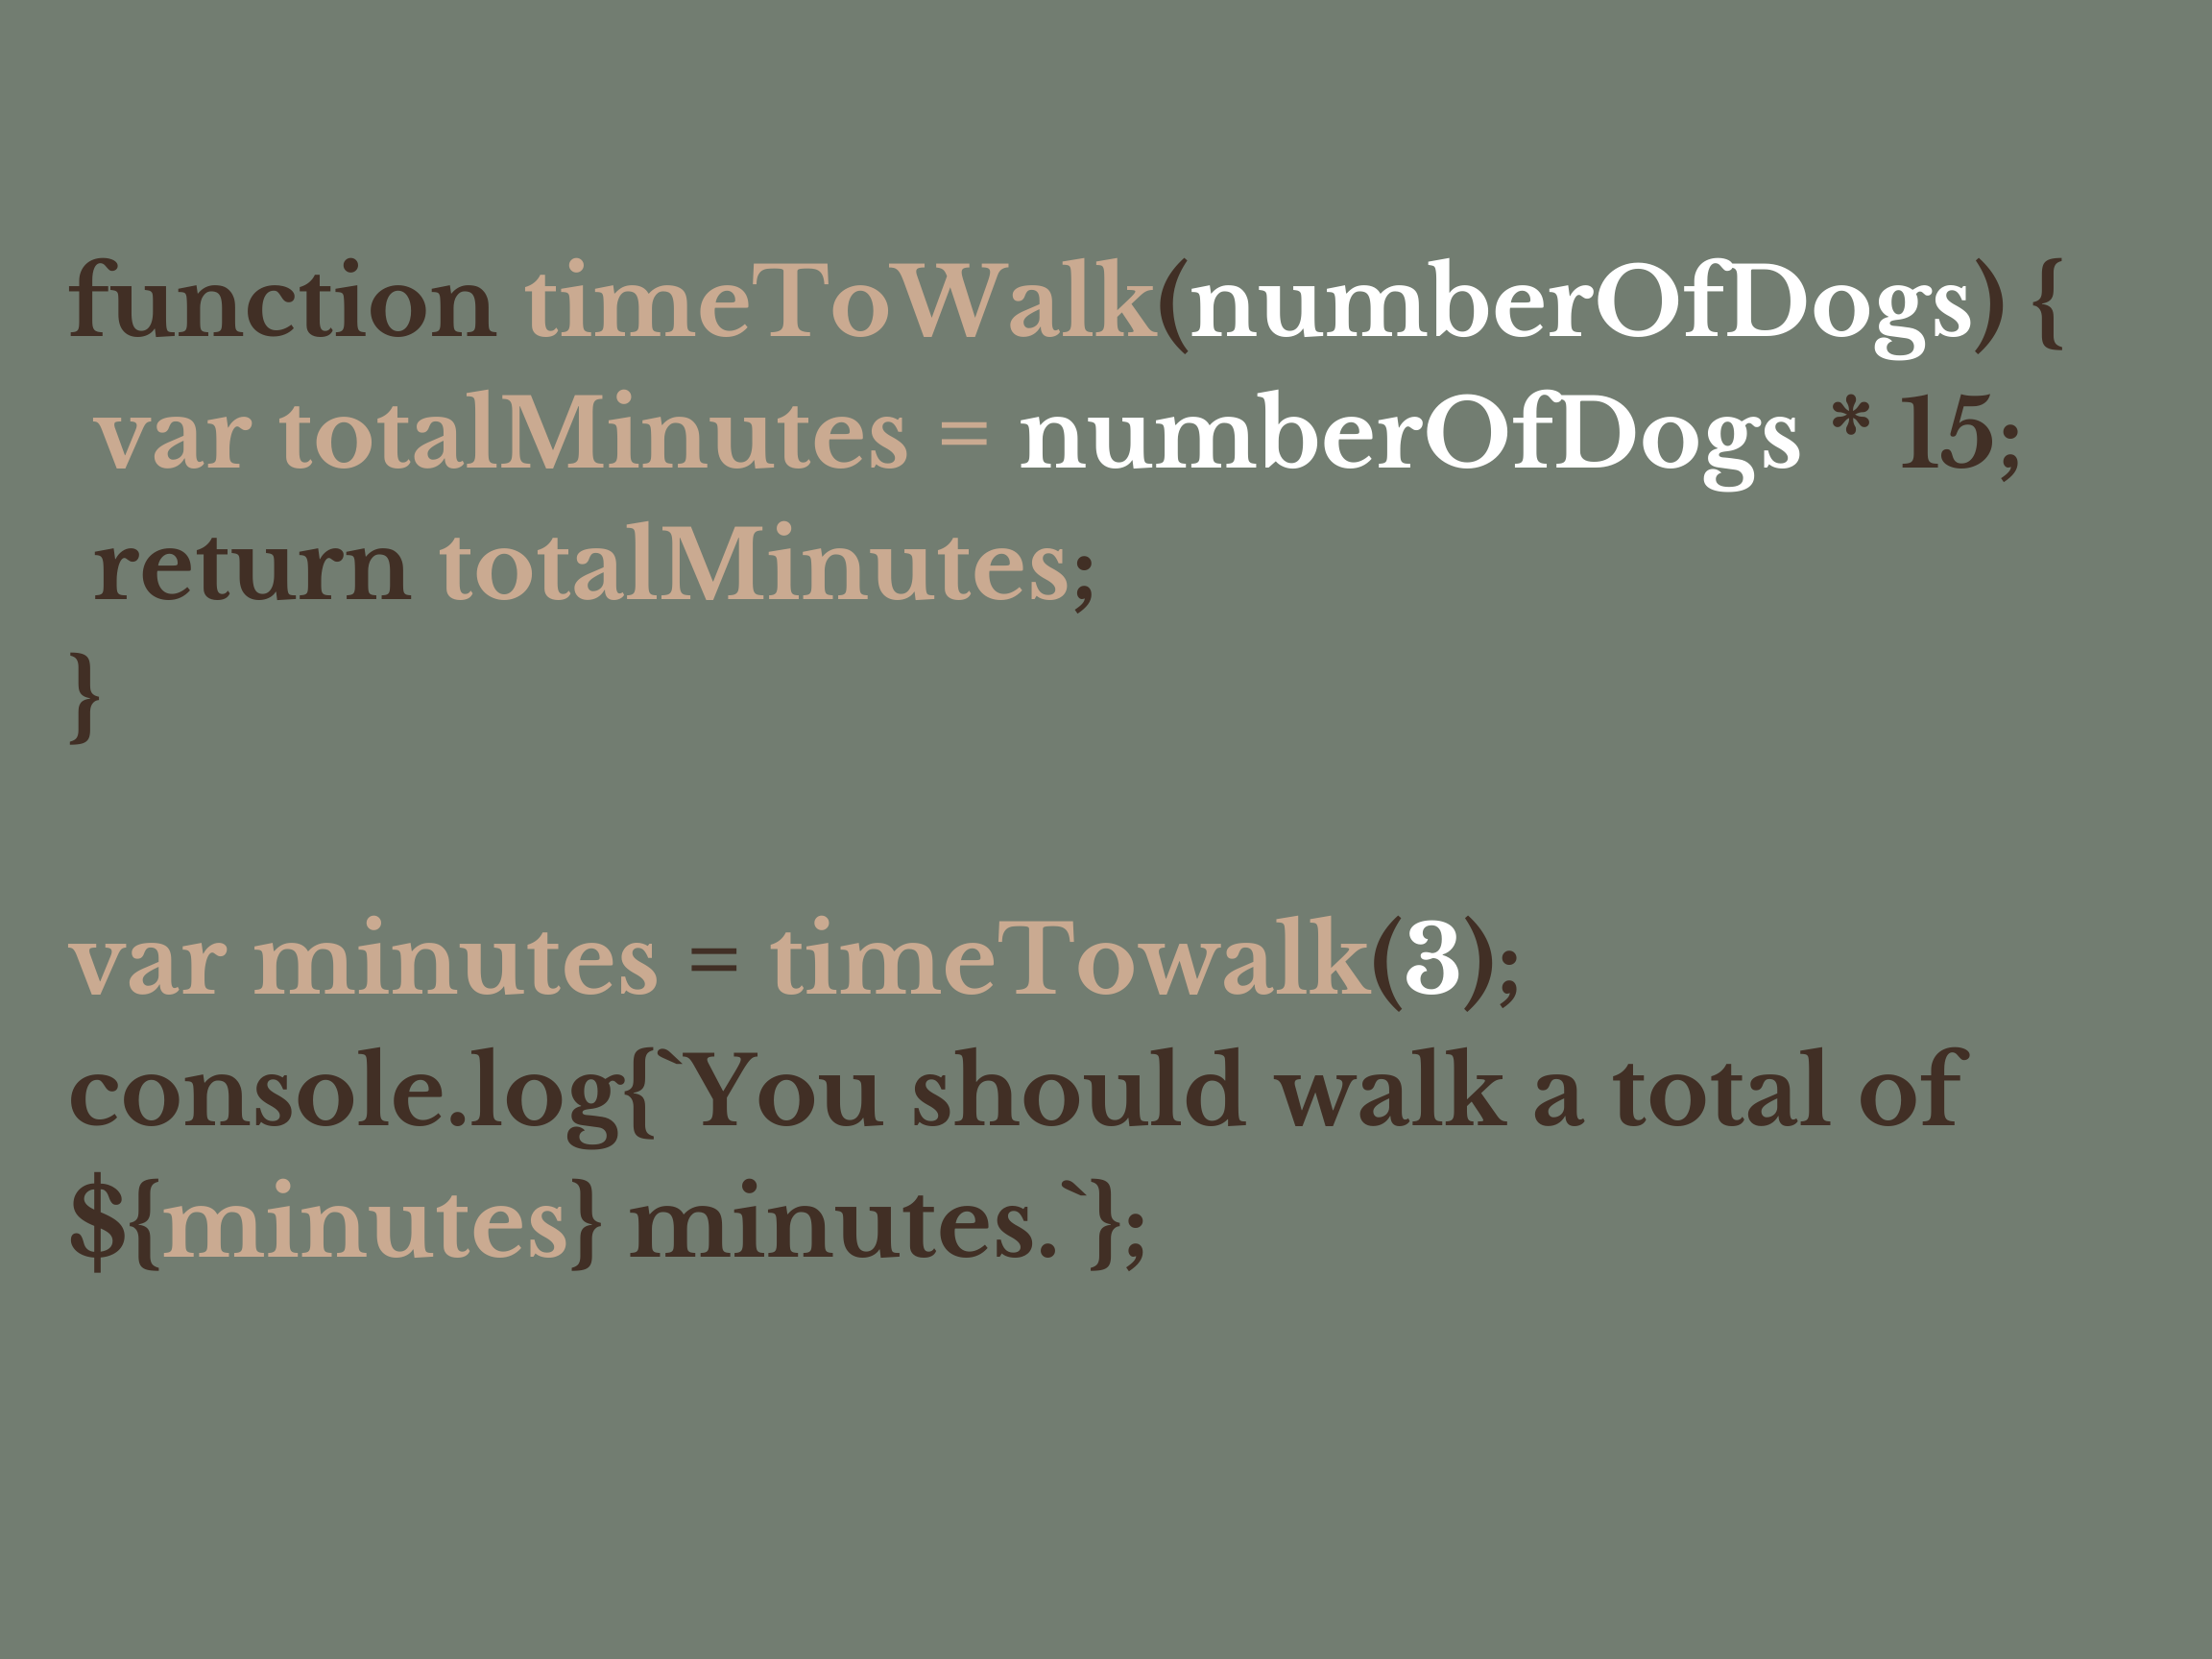 function timeToWalk(numberOfDogs) {
var totalMinutes = numberOfDogs * 15;
return totalMinutes;
}
var minutes = timeTowalk(3);
console.log{`You should walk a total of
${minutes} minutes.`};